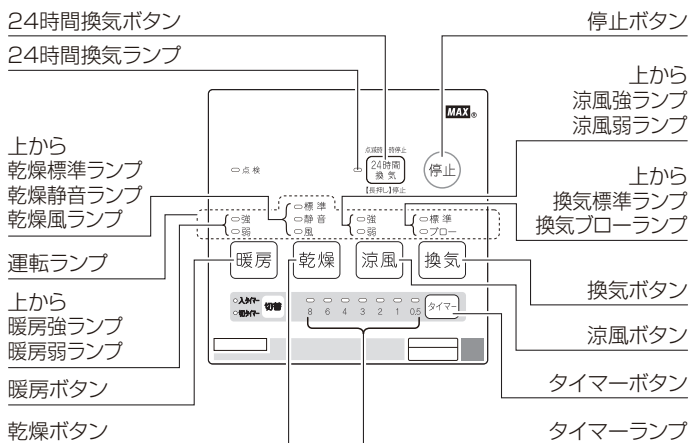 24時間換気ボタン
24時間換気ランプ
停止ボタン
上から
涼風強ランプ
涼風弱ランプ
上から
乾燥標準ランプ
乾燥静音ランプ
乾燥風ランプ
上から
換気標準ランプ
換気ブローランプ
運転ランプ
上から
暖房強ランプ
暖房弱ランプ
暖房ボタン
乾燥ボタン
換気ボタン
涼風ボタン
タイマーボタン
タイマーランプ
MAX®
点検
点滅時一時停止
24時間
換気
【長押し】停止
停止
強
弱
標準
静音
風
強
弱
標準
ブロー
暖房
乾燥
涼風
換気
入タイマー
切タイマー
切替
8 6 4 3 2 1 0.5
タイマー